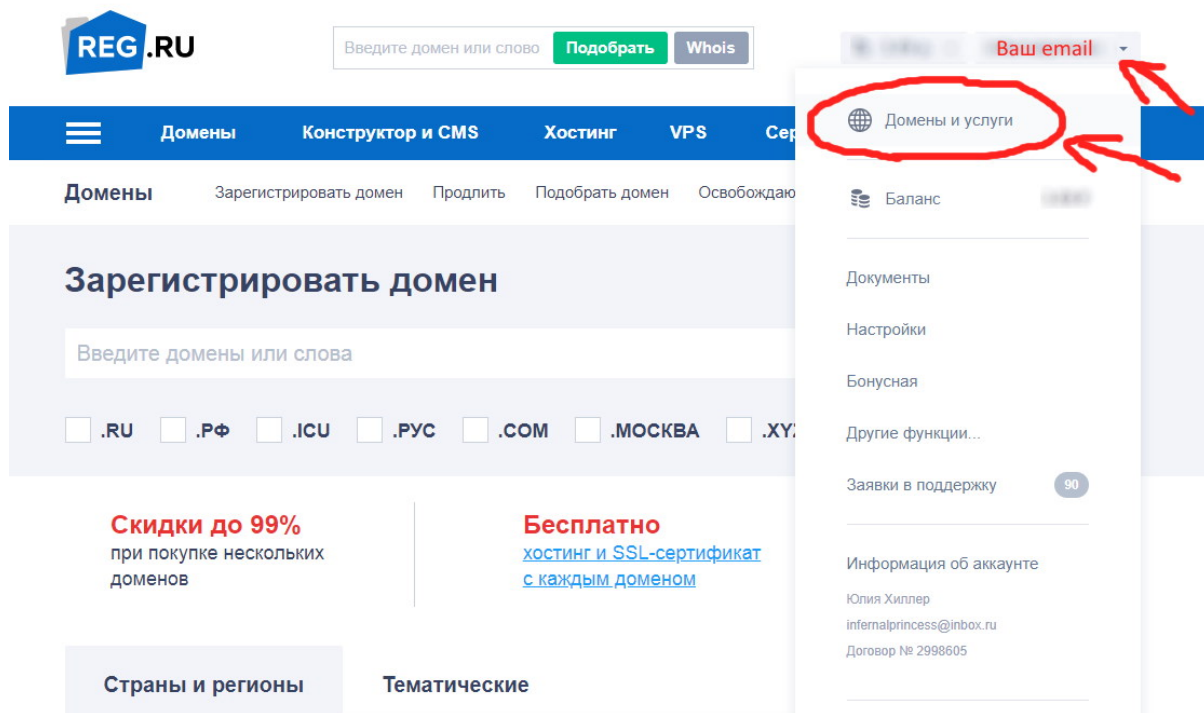 REG.RU
Введите домен или слово
Подобрать
Whois
Ваш email
Домены
Конструктор и CMS
Хостинг
VPS
Сер
Домены
Зарегистрировать домен
Продлить
Подобрать домен
Освобождаю
Зарегистрировать домен
Введите домены или слова
.RU
.РФ
.ICU
.РУС
.COM
.МОСКВА
.XYZ
Скидки до 99%
при покупке нескольких
доменов
Бесплатно
хостинг и SSL-сертификат
с каждым доменом
Страны и регионы
Тематические
Домены и услуги
Баланс
Документы
Настройки
Бонусная
Другие функции...
Заявки в поддержку
90
Информация об аккаунте
Юлия Хиллер
infernalprincess@inbox.ru
Договор № 2998605